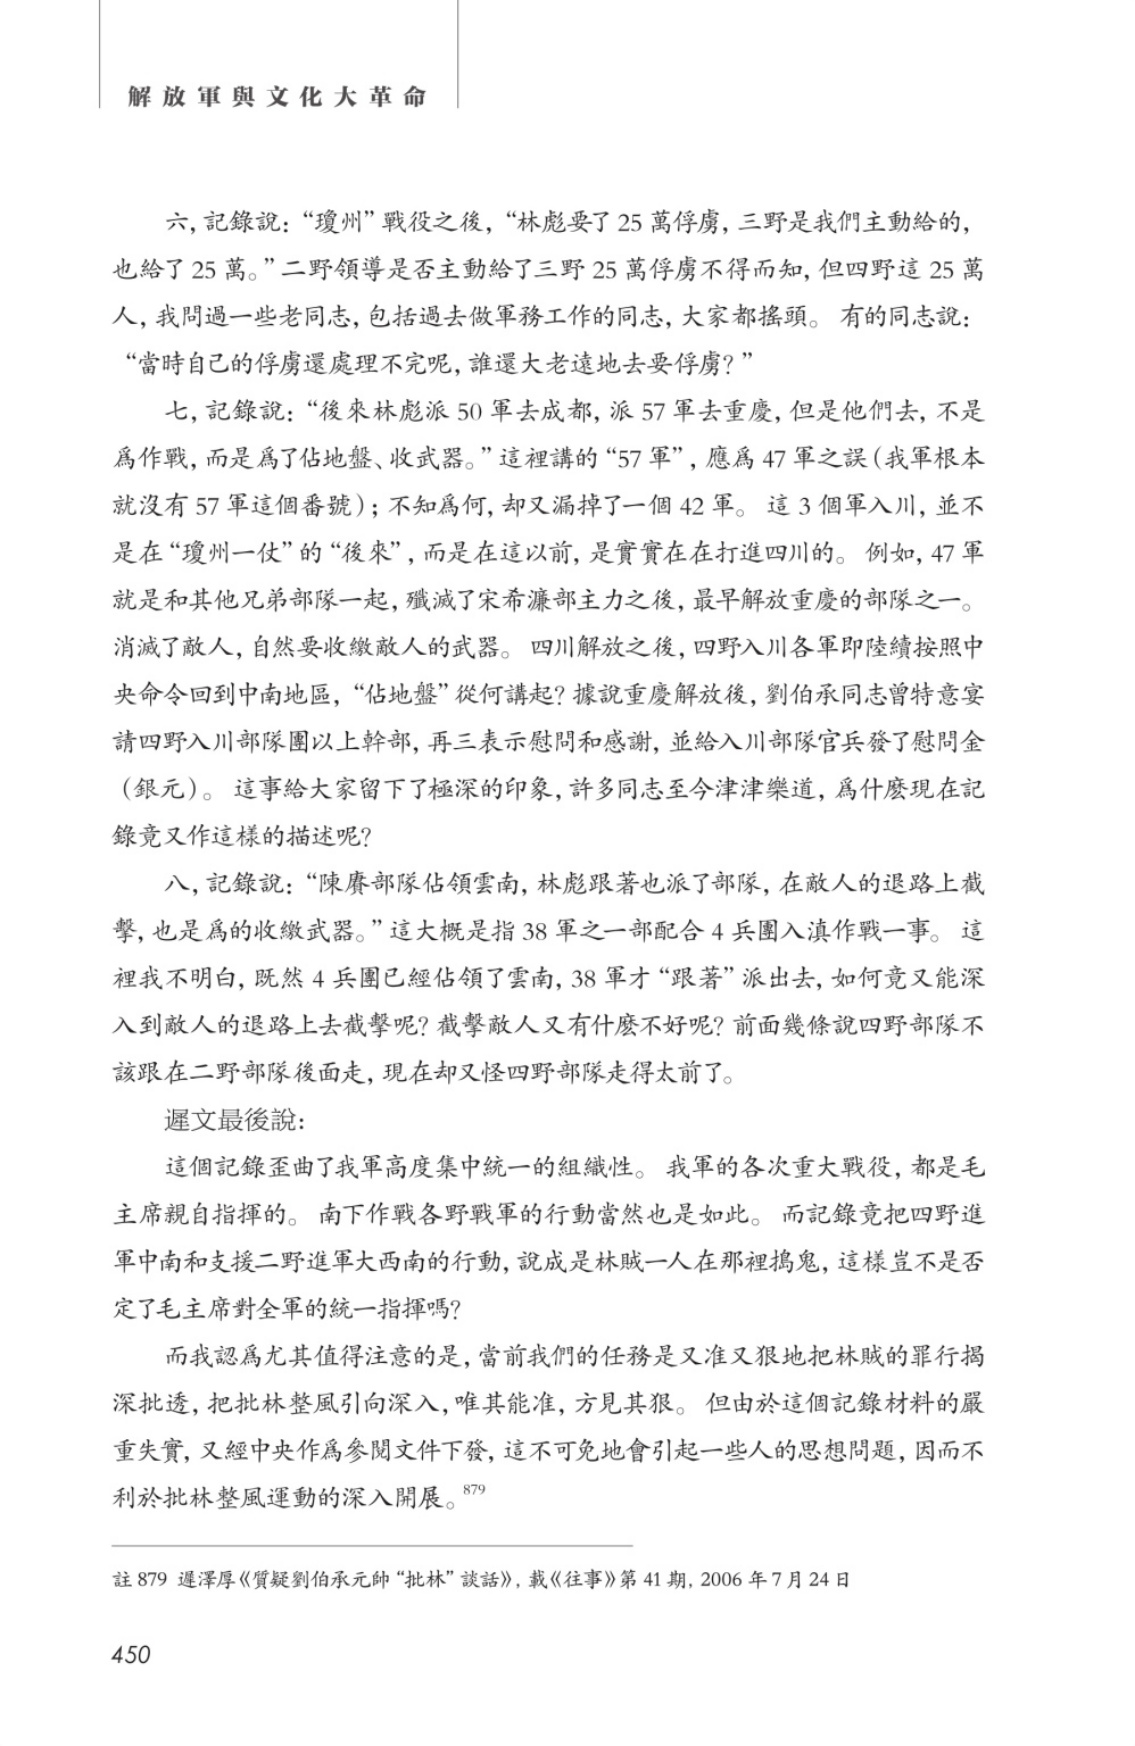 解放軍與文化大革命
六，記錄說：“瓊州”戰役之後，“林彪要了 25 萬俘虜，三野是我們主動給的，
也給了 25 萬。”二野領導是否主動給了三野 25 萬俘虜不得而知，但四野這 25 萬
人，我問過一些老同志，包括過去做軍務工作的同志，大家都搖頭。 有的同志說：
“當時自己的俘虜還處理不完呢，誰還大老遠地去要俘虜？”
七，記錄說：“後來林彪派 50 軍去成都，派 57 軍去重慶，但是他們去，不是
爲作戰，而是爲了佔地盤、收武器。”這裡講的“57 軍”，應爲 47 軍之誤（我軍根本
就沒有 57 軍這個番號）；不知爲何，却又漏掉了一個 42 軍。 這 3 個軍入川，並不
是在“瓊州一仗”的“後來”，而是在這以前，是實實在在打進四川的。 例如，47 軍
就是和其他兄弟部隊一起，殲滅了宋希濂部主力之後，最早解放重慶的部隊之一。
消滅了敵人，自然要收繳敵人的武器。 四川解放之後，四野入川各軍即陸續按照中
央命令回到中南地區，“佔地盤”從何講起？據說重慶解放後，劉伯承同志曾特意宴
請四野入川部隊團以上幹部，再三表示慰問和感謝，並給入川部隊官兵發了慰問金
（銀元）。 這事給大家留下了極深的印象，許多同志至今津津樂道，爲什麼現在記
錄竟又作這樣的描述呢？
八，記錄說：“陳賡部隊佔領雲南，林彪跟著也派了部隊，在敵人的退路上截
擊，也是爲的收繳武器。”這大概是指 38 軍之一部配合 4 兵團入滇作戰一事。 這
裡我不明白，既然 4 兵團已經佔領了雲南，38 軍才“跟著”派出去，如何竟又能深
入到敵人的退路上去截擊呢？截擊敵人又有什麼不好呢？前面幾條說四野部隊不
該跟在二野部隊後面走，現在却又怪四野部隊走得太前了。
遲文最後說：
這個記錄歪曲了我軍高度集中統一的組織性。 我軍的各次重大戰役，都是毛
主席親自指揮的。 南下作戰各野戰軍的行動當然也是如此。 而記錄竟把四野進
軍中南和支援二野進軍大西南的行動，說成是林賊一人在那裡搗鬼，這樣豈不是否
定了毛主席對全軍的統一指揮嗎？
而我認爲尤其值得注意的是，當前我們的任務是又准又狠地把林賊的罪行揭
深批透，把批林整風引向深入，唯其能准，方見其狠。 但由於這個記錄材料的嚴
重失實，又經中央作爲參閱文件下發，這不可免地會引起一些人的思想問題，因而不
利於批林整風運動的深入開展。879
註 879 遲澤厚《質疑劉伯承元帥“批林”談話》，載《往事》第 41 期，2006 年 7 月 24 日
450